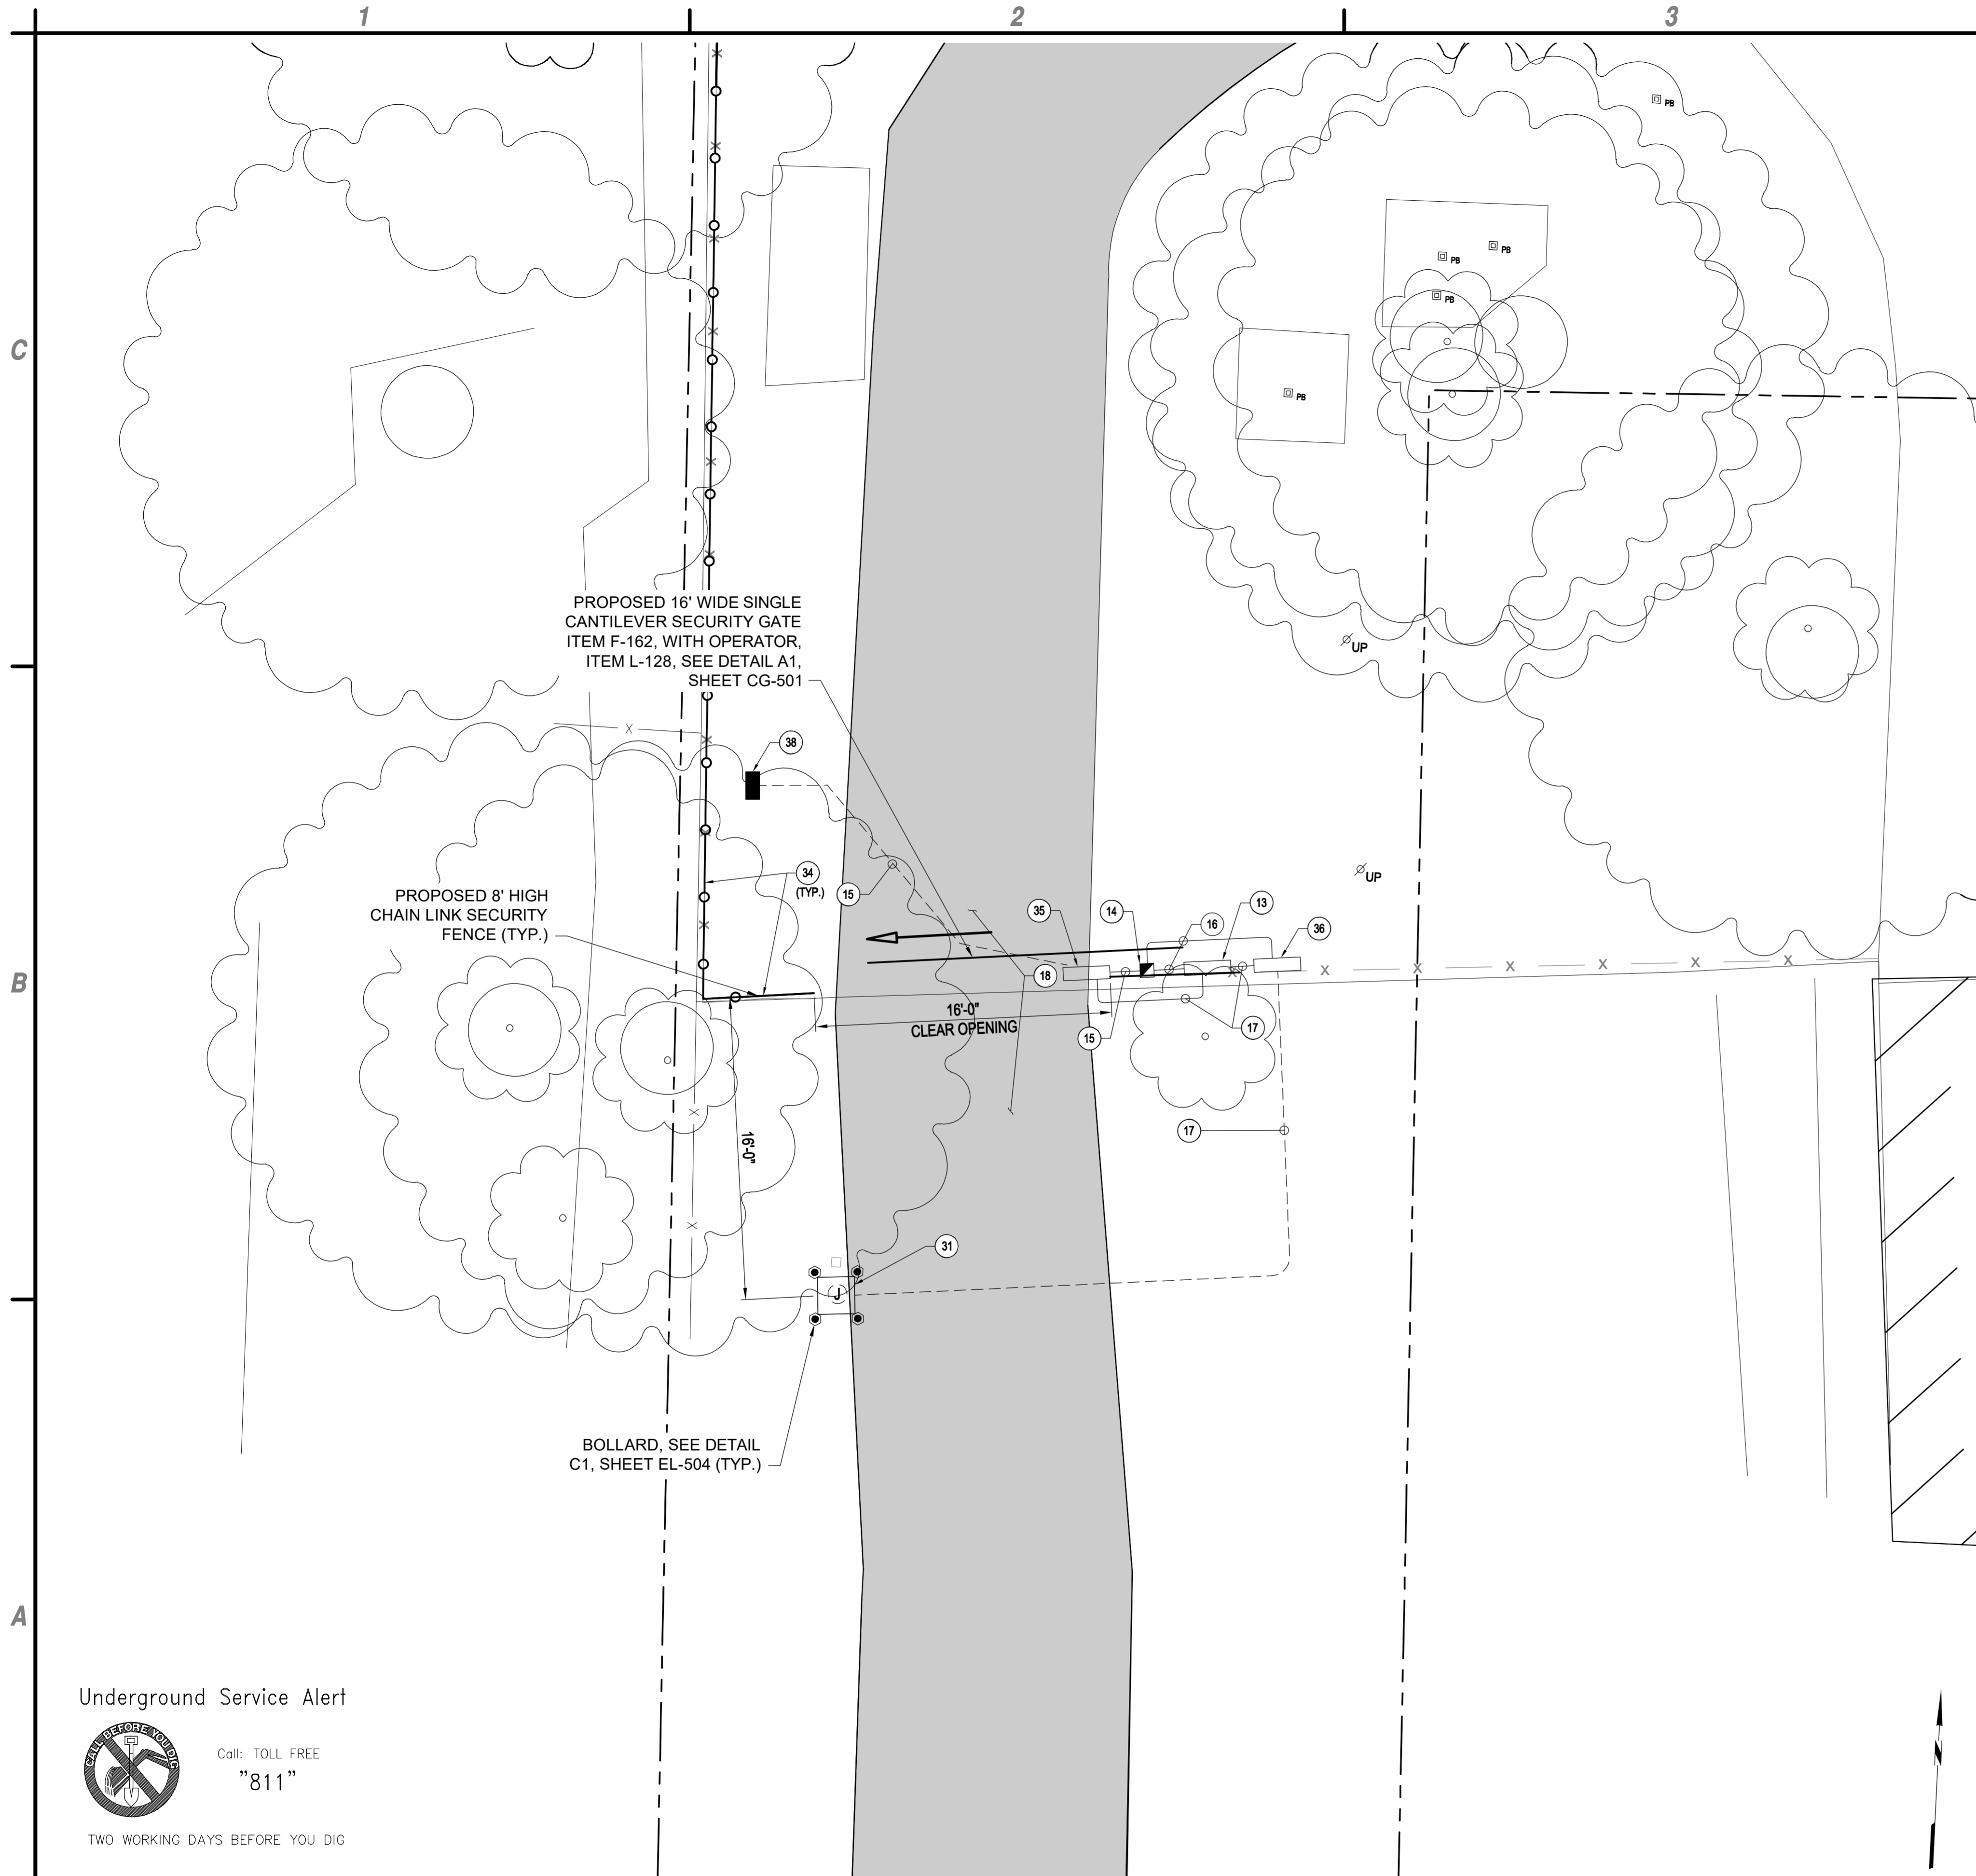 1
2
3
PB
PB
PB
PB
PB
C
PROPOSED 16' WIDE SINGLE
CANTILEVER SECURITY GATE
ITEM F-162, WITH OPERATOR,
ITEM L-128, SEE DETAIL A1,
SHEET CG-501
UP
38
34
(TYP.)
15
UP
PROPOSED 8' HIGH
CHAIN LINK SECURITY
FENCE (TYP.)
35
14
16
13
36
B
18
16'-0"
CLEAR OPENING
15
17
17
16'-0"
31
J
BOLLARD, SEE DETAIL
C1, SHEET EL-504 (TYP.)
A
Underground Service Alert
CALL BEFORE YOU DIG
Call: TOLL FREE
"811"
TWO WORKING DAYS BEFORE YOU DIG
N